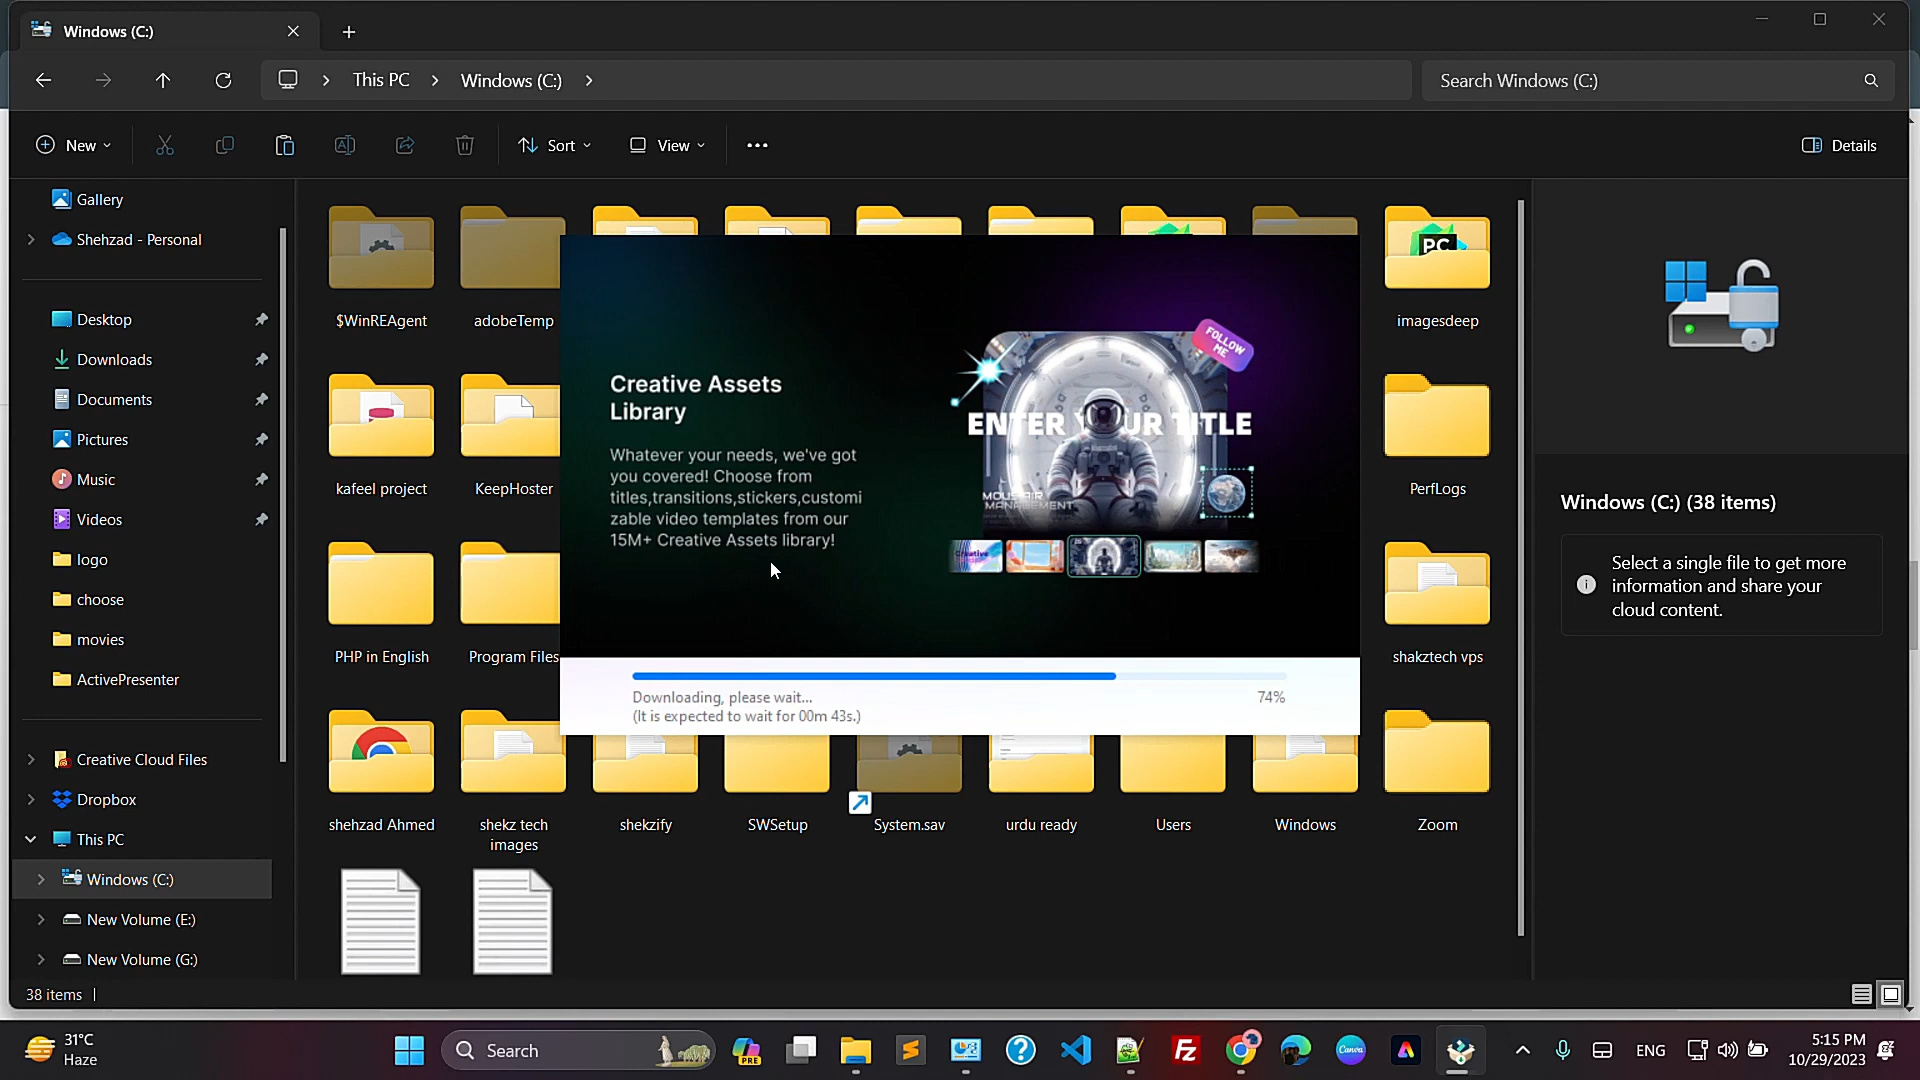 Windows (C:)
This PC
Windows (C:)
Search Windows (C:)
New
Sort
View
Details
Gallery
Shehzad - Personal
Desktop
Downloads
Documents
Pictures
Music
Videos
logo
choose
movies
ActivePresenter
Creative Cloud Files
Dropbox
This PC
Windows (C:)
New Volume (E:)
New Volume (G:)
$WinREAgent
adobeTemp
PC
imagesdeep
kafeel project
KeepHoster
PerfLogs
PHP in English
Program Files
shakztech vps
shehzad Ahmed
shekz tech
images
shekzify
SWSetup
System.sav
urdu ready
Users
Windows
Zoom
Creative Assets
Library
Whatever your needs, we've got
you covered! Choose from
titles,transitions,stickers,customi
zable video templates from our
15M+ Creative Assets library!
FOLLOW
ME
ENTER YOUR TITLE
MANAGEMENT
Creative
Downloading, please wait...
74%
(It is expected to wait for 00m 43s.)
Windows (C:) (38 items)
Select a single file to get more
information and share your
cloud content.
38 items
31°C
Haze
Search
PRE
Fz
Canva
ENG
5:15 PM
10/29/2023